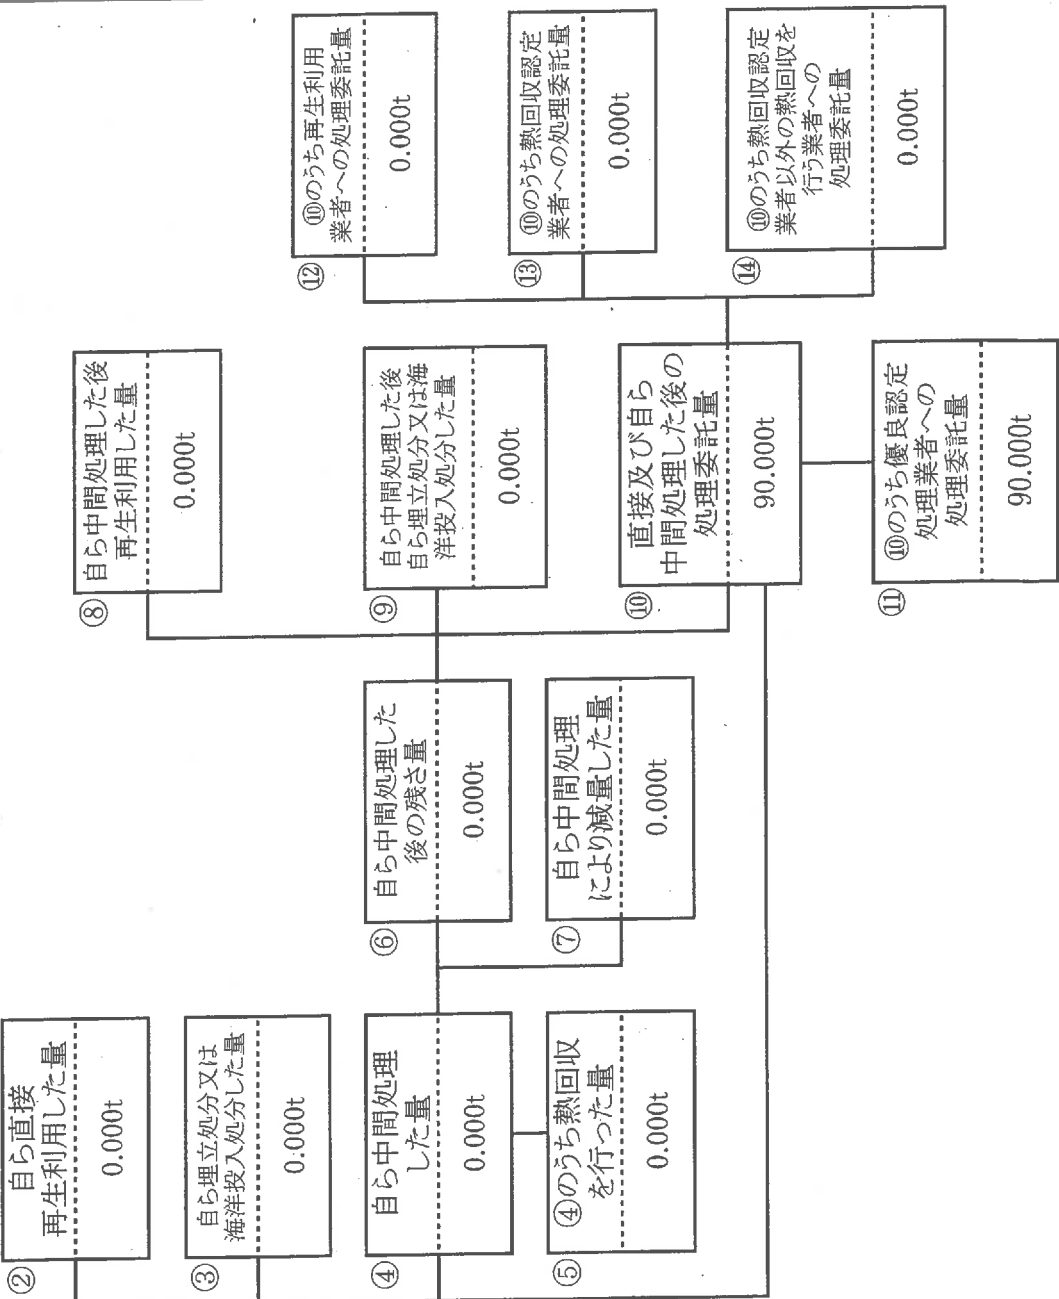 ②
自ら直接
再生利用した量
0.000t
③
自ら埋立処分又は
海洋投入処分した量
0.000t
④
自ら中間処理
した量
0.000t
⑤
④のうち熱回収
を行った量
0.000t
⑥
自ら中間処理した
後の残さ量
0.000t
⑦
自ら中間処理
により減量した量
0.000t
⑧
自ら中間処理した後
再生利用した量
0.000t
⑨
自ら中間処理した後
自ら埋立処分又は海
洋投入処分した量
0.000t
⑩
直接及び自ら
中間処理した後の
処理委託量
90.000t
⑪
⑩のうち優良認定
処理業者への
処理委託量
90.000t
⑫
⑩のうち再生利用
業者への処理委託量
0.000t
⑬
⑩のうち熱回収認定
業者への処理委託量
0.000t
⑭
⑩のうち熱回収認定
業者以外の熱回収を
行う業者への
処理委託量
0.000t